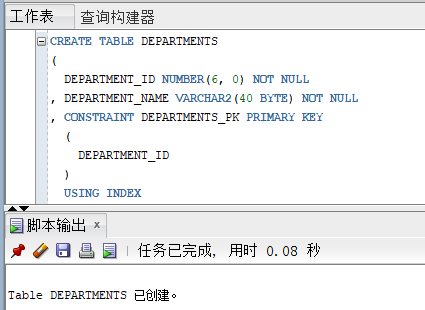 工作表 查询构建器
CREATE TABLE DEPARTMENTS
(
DEPARTMENT_ID NUMBER(6, 0) NOT NULL
, DEPARTMENT_NAME VARCHAR2(40 BYTE) NOT NULL
, CONSTRAINT DEPARTMENTS_PK PRIMARY KEY
(
DEPARTMENT_ID
)
USING INDEX
脚本输出 x
任务已完成, 用时 0.08 秒
Table DEPARTMENTS 已创建。